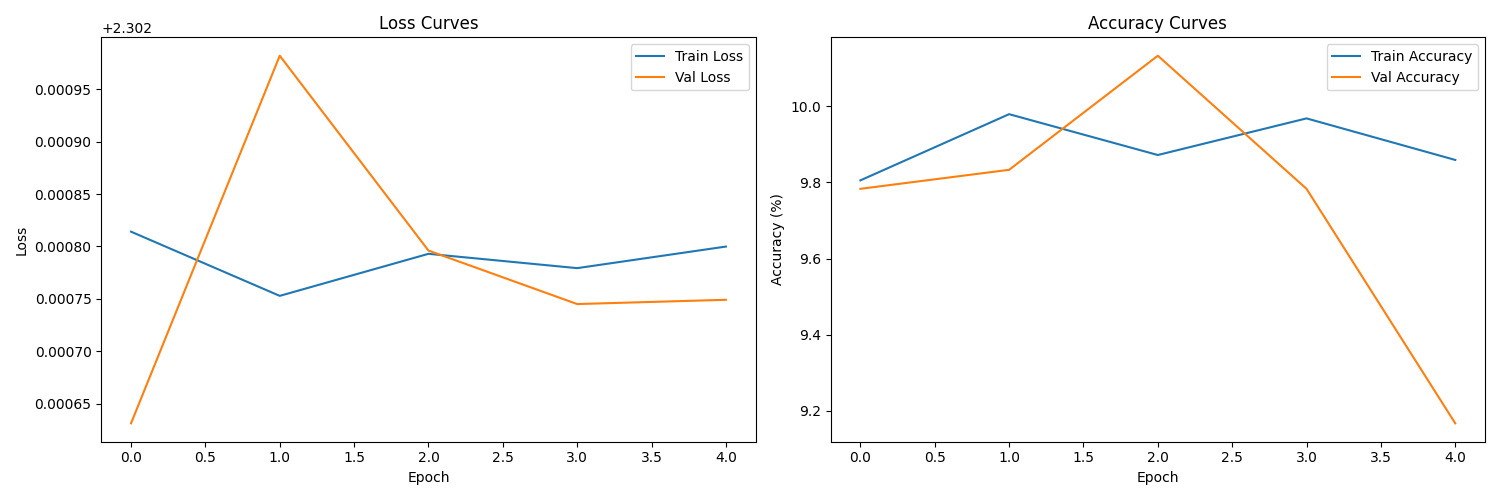 Loss Curves
+2.302
Train Loss
Val Loss
0.00095
0.00090
0.00085
0.00080
0.00075
0.00070
0.00065
Loss
0.0 0.5 1.0 1.5 2.0 2.5 3.0 3.5 4.0
Epoch
Accuracy Curves
Train Accuracy
Val Accuracy
10.0
9.8
9.6
9.4
9.2
Accuracy (%)
0.0 0.5 1.0 1.5 2.0 2.5 3.0 3.5 4.0
Epoch